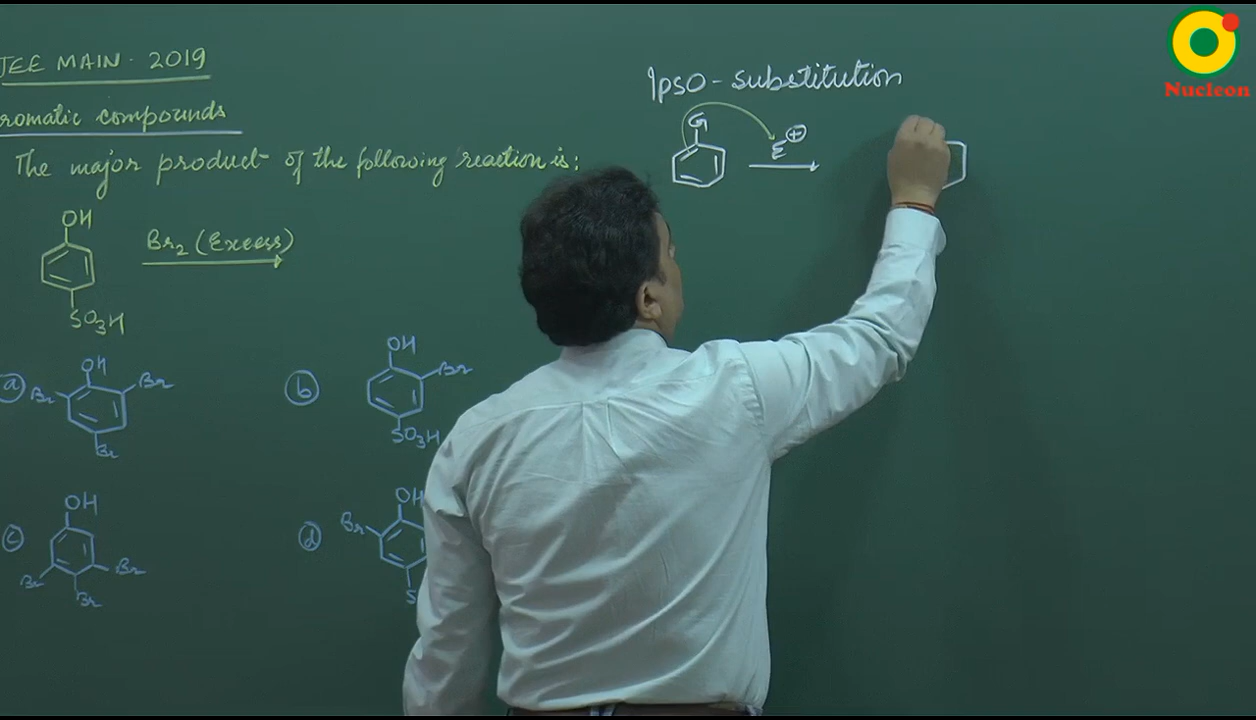 JEE MAIN - 2019
romatic compounds
The major product of the following reaction is:
OH
Br2 (Excess)
SO3H
a
OH
Br
Br
Br
b
OH
Br
SO3H
c
OH
Br
Br
Br
d
OH
Br
S
Ipso-substitution
G
E +
Nucleon